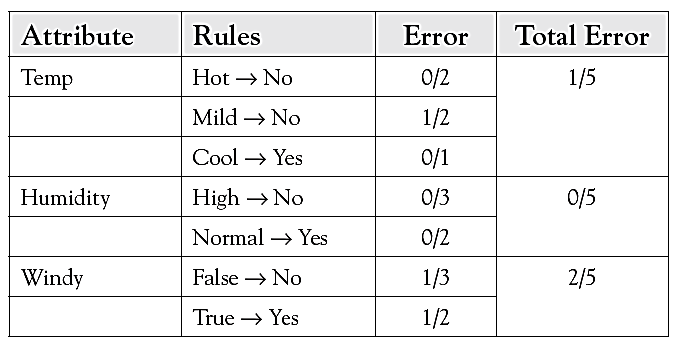 Attribute Rules Error Total Error
Temp Hot → No 0/2 1/5
Mild → No 1/2
Cool → Yes 0/1
Humidity High → No 0/3 0/5
Normal → Yes 0/2
Windy False → No 1/3 2/5
True → Yes 1/2